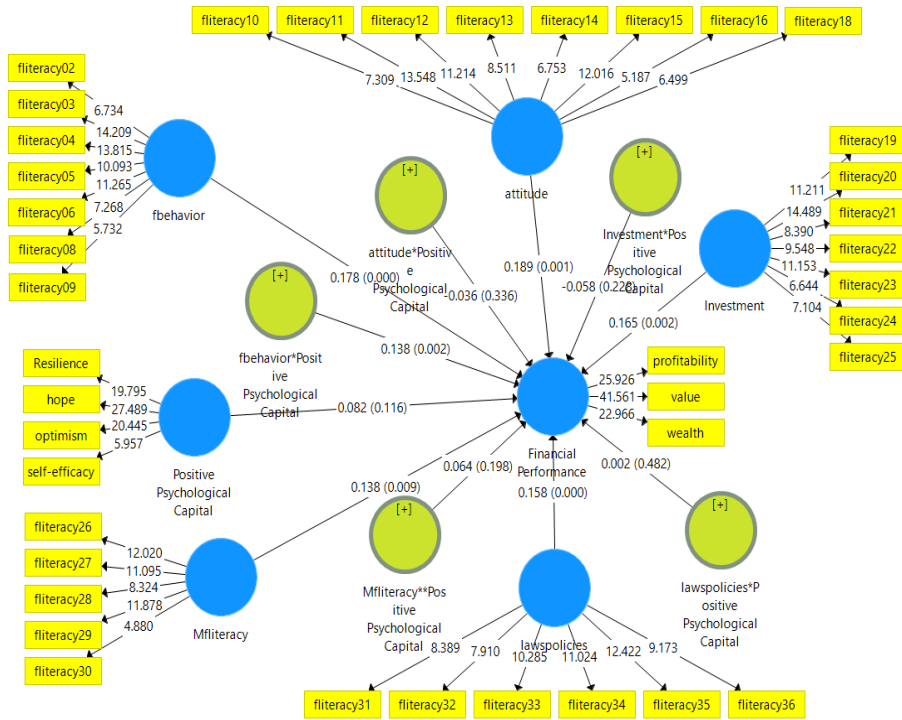 fliteracy10 fliteracy11 fliteracy12 fliteracy13 fliteracy14 fliteracy15 fliteracy16 fliteracy18
7.309 13.548 11.214 8.511 6.753 12.016 5.187 6.499
attitude
fliteracy02
fliteracy03
fliteracy04
fliteracy05
fliteracy06
fliteracy08
fliteracy09
6.734
14.209
13.815
10.093
11.265
7.268
5.732
fbehavior
[+]
attitude*Positiv
e
Psychological
Capital
[+]
Investment*Pos
itive
Psychological
Capital
fliteracy19
fliteracy20
fliteracy21
fliteracy22
fliteracy23
fliteracy24
fliteracy25
11.211
14.489
8.390
9.548
11.153
6.644
7.104
Investment
0.178 (0.000)
-0.036 (0.336)
0.189 (0.001)
-0.058 (0.228)
0.165 (0.002)
[+]
fbehavior*Posit
ive
Psychological
Capital
0.138 (0.002)
Resilience
hope
optimism
self-efficacy
19.795
27.489
20.445
5.957
Positive
Psychological
Capital
0.082 (0.116)
profitability
value
wealth
25.926
41.561
22.966
Financial
Performance
0.138 (0.009)
0.064 (0.198)
0.158 (0.000)
0.002 (0.482)
fliteracy26
fliteracy27
fliteracy28
fliteracy29
fliteracy30
12.020
11.095
8.324
11.878
4.880
Mfliteracy
[+]
Mfliteracy**Pos
itive
Psychological
Capital
[+]
lawspolicies*P
ositive
Psychological
Capital
lawspolicies
8.389 7.910 10.285 11.024 12.422 9.173
fliteracy31 fliteracy32 fliteracy33 fliteracy34 fliteracy35 fliteracy36